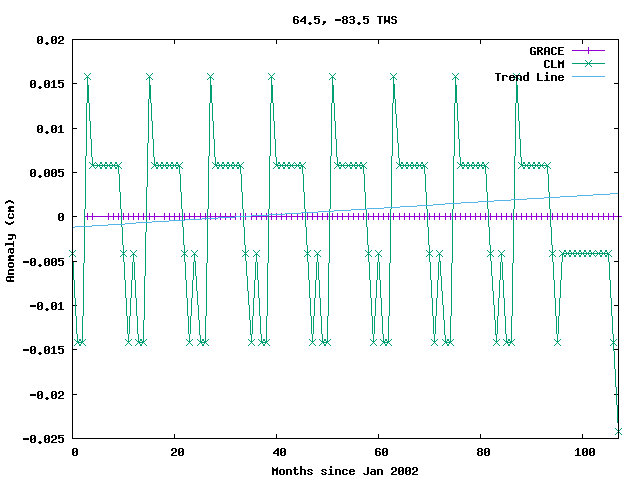 64.5, -83.5 TWS
GRACE
CLM
Trend Line
0.02
0.015
0.01
0.005
0
-0.005
-0.01
-0.015
-0.02
-0.025
Anomaly (cm)
0 20 40 60 80 100
Months since Jan 2002